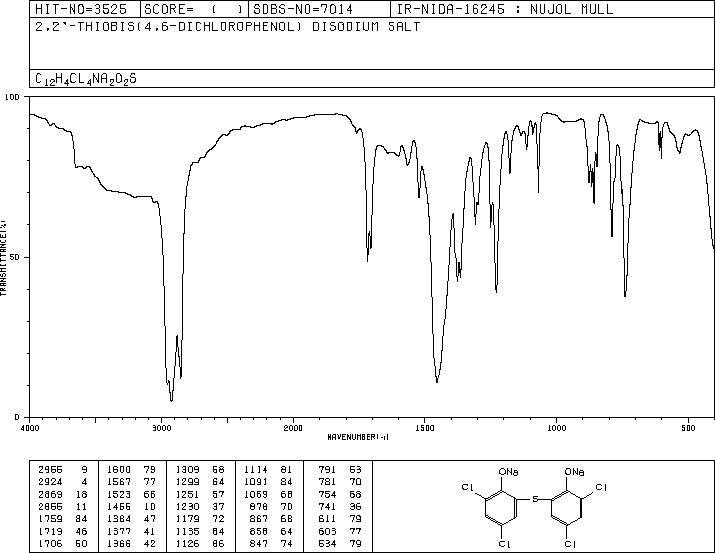 HIT-NO=3525 SCORE= ( ) SDBS-NO=7014 IR-NIDA-16245 : NUJOL MULL
2,2'-THIOBIS(4,6-DICHLOROPHENOL) DISODIUM SALT
C12H4CL4NA2O2S
100
50
0
TRANSMITTANCE(%)
4000 3000 2000 1500 1000 500
WAVENUMBER(-1)
2956 9 1600 79 1309 58 1114 81 791 53
2924 4 1567 77 1299 64 1091 84 781 70
2869 18 1523 66 1251 57 1069 68 754 68
2855 11 1456 10 1230 37 878 70 741 36
1759 84 1384 47 1179 72 867 68 611 79
1719 46 1377 41 1135 84 858 64 603 77
1706 50 1366 42 1126 86 847 74 534 79
ONa ONa
Cl S Cl
Cl Cl